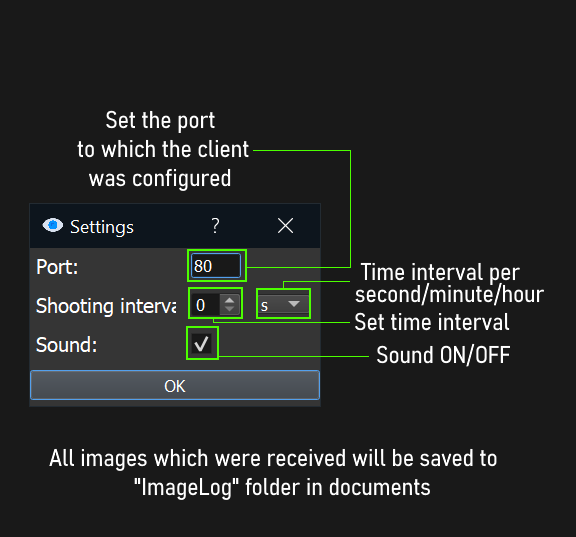 Set the port
to which the client
was configured
Settings ?
Port: 80
Time interval per
second/minute/hour
Shooting interva 0 s
Set time interval
Sound:
Sound ON/OFF
OK
All images which were received will be saved to
"ImageLog" folder in documents